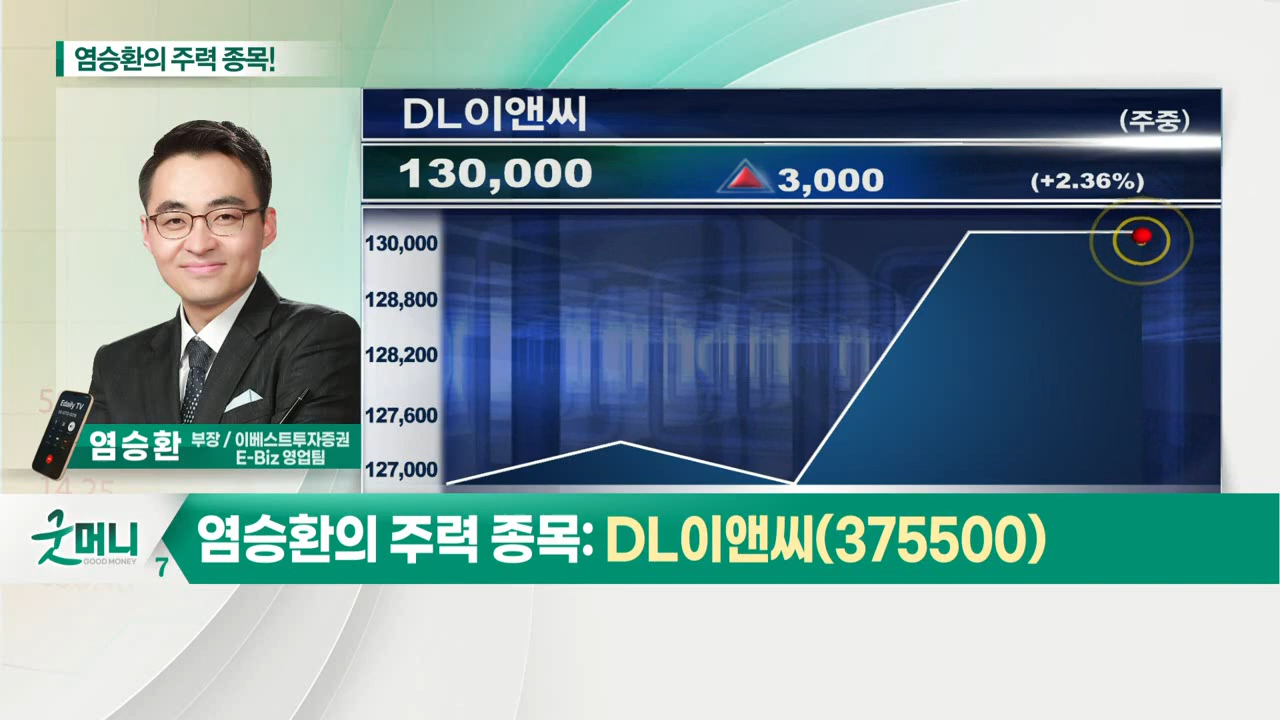 염승환의 주력 종목!
DL이앤씨
(주중)
130,000
3,000
(+2.36%)
130,000
128,800
128,200
127,600
127,000
Edaily TV
염승환 부장 / 이베스트투자증권
E-Biz 영업팀
14.25
굿머니
GOOD MONEY
7
염승환의 주력 종목: DL이앤씨(375500)